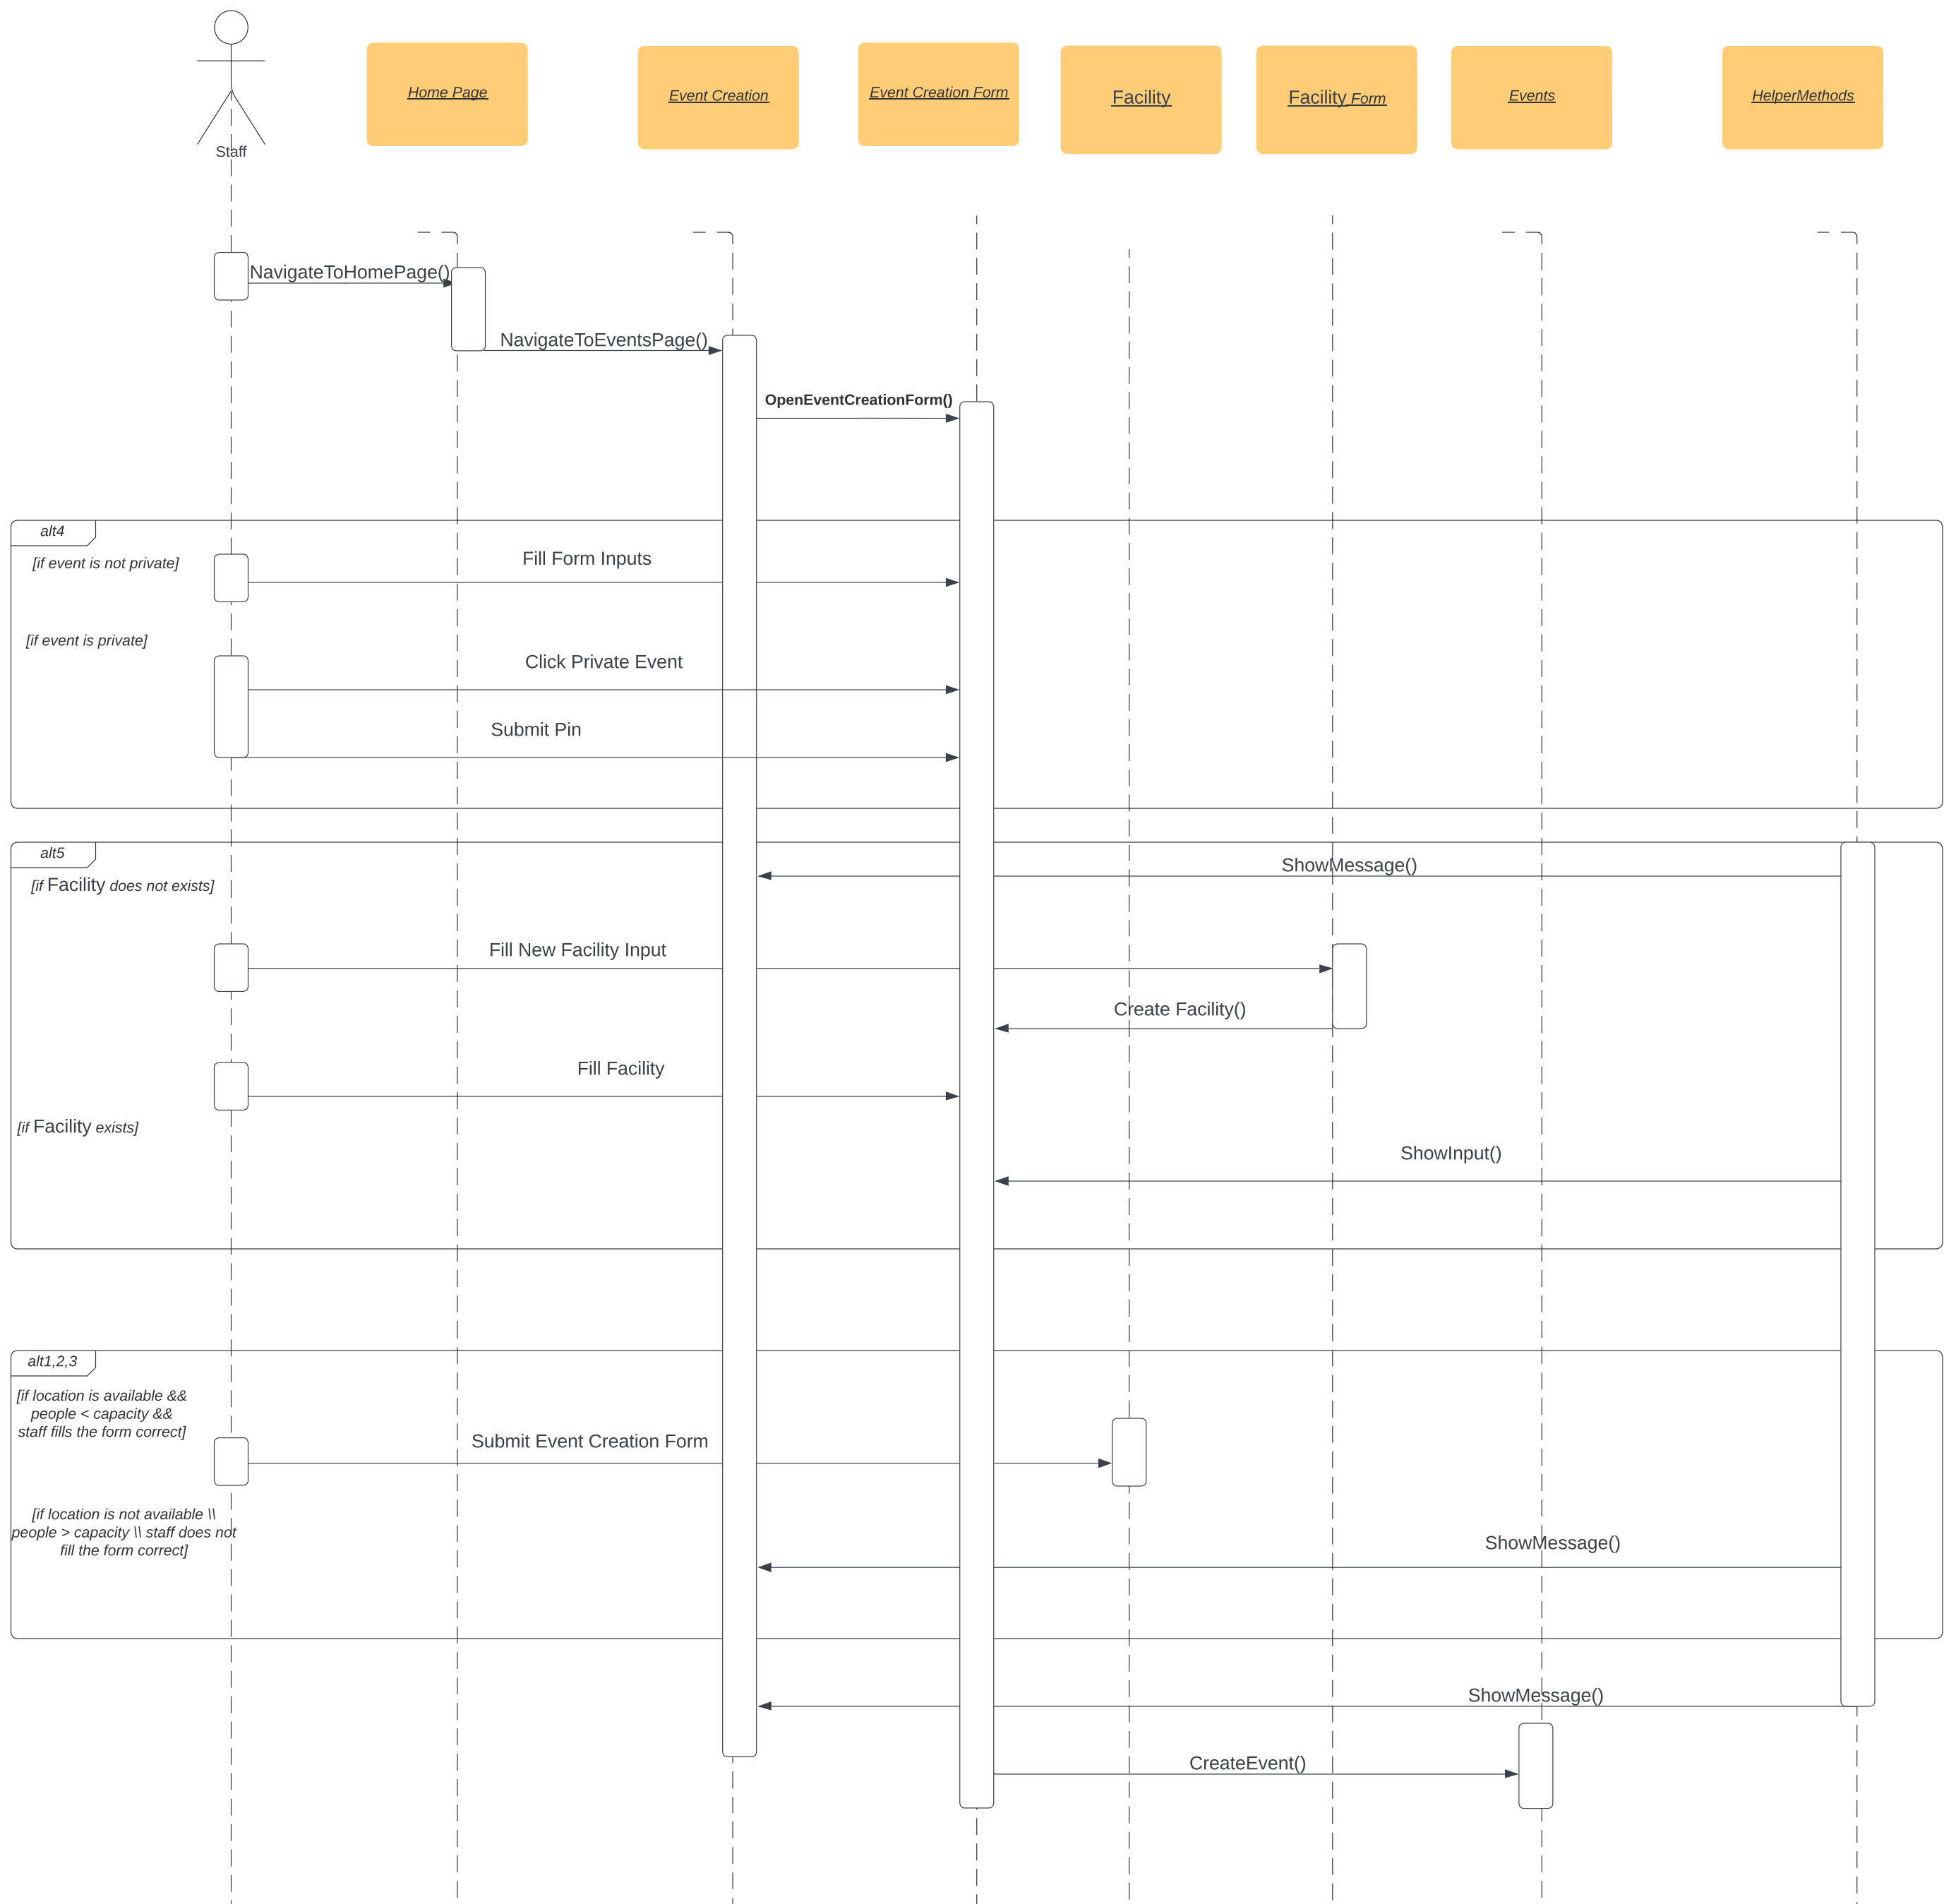 Staff
Home Page
Event Creation
Event Creation Form
Facility
Facility Form
Events
HelperMethods
NavigateToHomePage()
NavigateToEventsPage()
OpenEventCreationForm()
alt4
[if event is not private]
Fill Form Inputs
[if event is private]
Click Private Event
Submit Pin
alt5
ShowMessage()
[if Facility does not exists]
Fill New Facility Input
Create Facility()
Fill Facility
[if Facility exists]
ShowInput()
alt1,2,3
[if location is available &&
people < capacity &&
staff fills the form correct]
Submit Event Creation Form
[if location is not available \\
people > capacity \\ staff does not
fill the form correct]
ShowMessage()
ShowMessage()
CreateEvent()